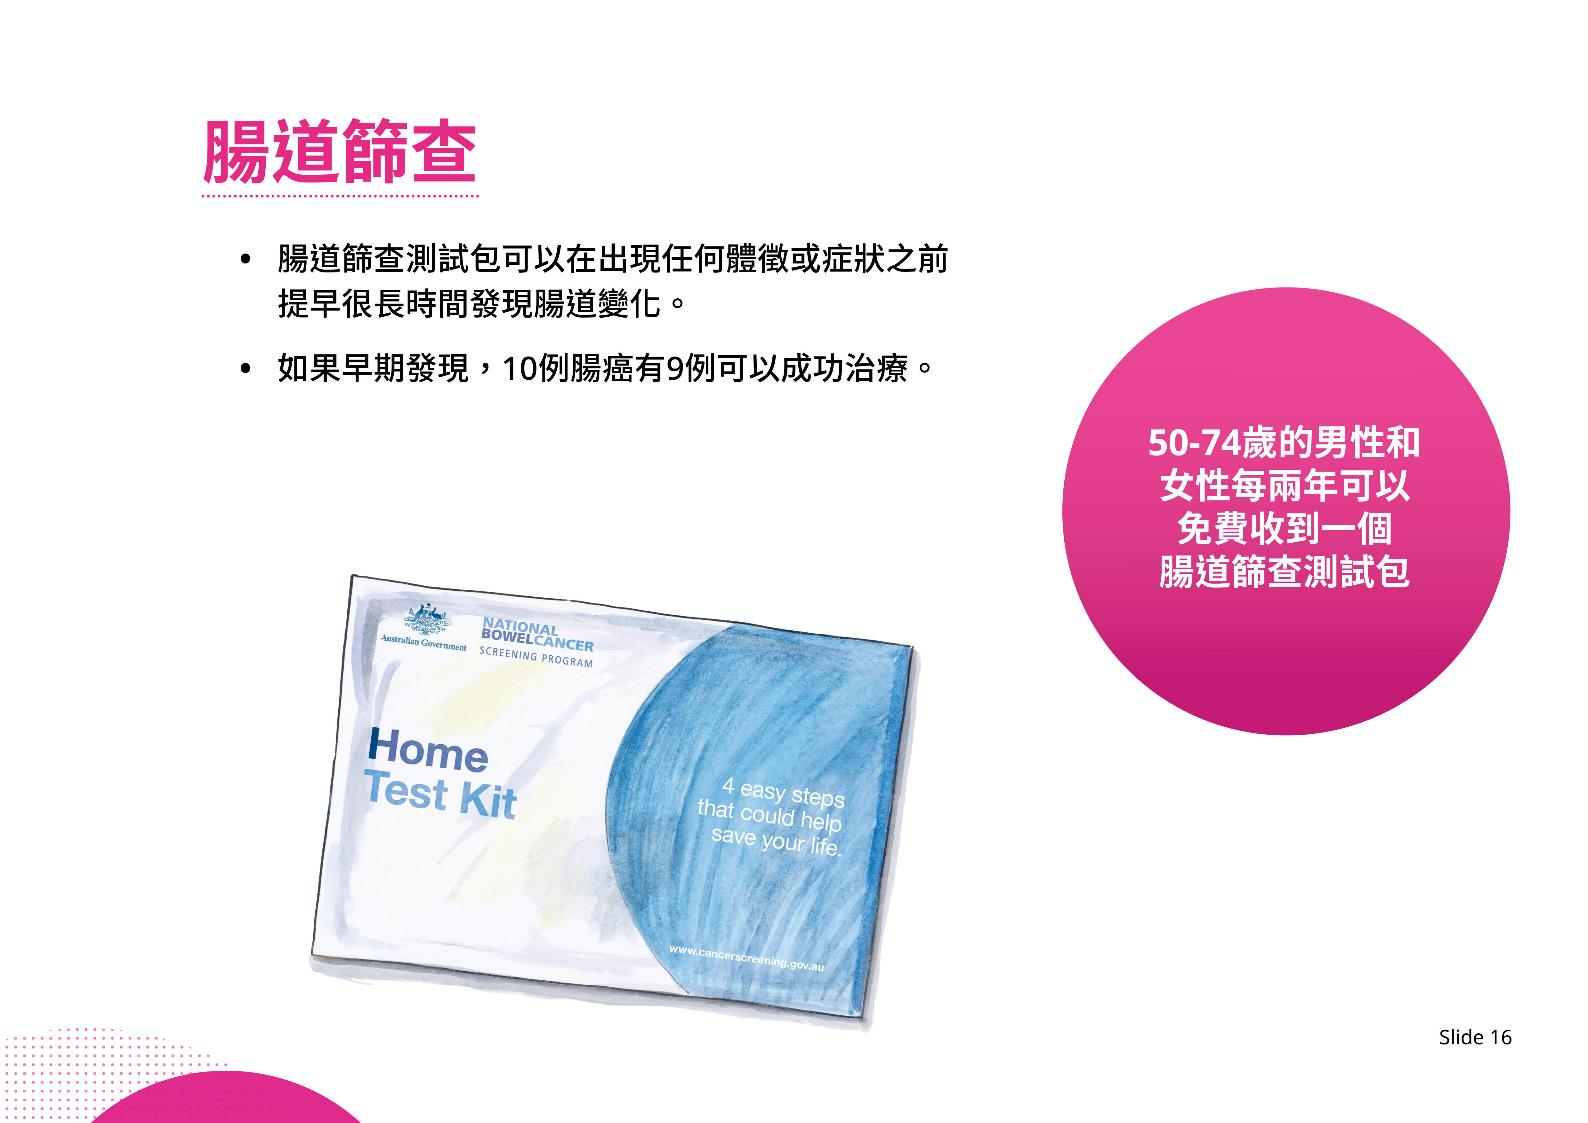 腸道篩查
• 腸道篩查測試包可以在出現任何體徵或症狀之前
提早很長時間發現腸道變化。
• 如果早期發現，10例腸癌有9例可以成功治療。
50-74歲的男性和
女性每兩年可以
免費收到一個
腸道篩查測試包
Australian Government
NATIONAL
BOWELCANCER
SCREENING PROGRAM
Home
Test Kit
4 easy steps
that could help
save your life.
www.cancerscreening.gov.au
Slide 16